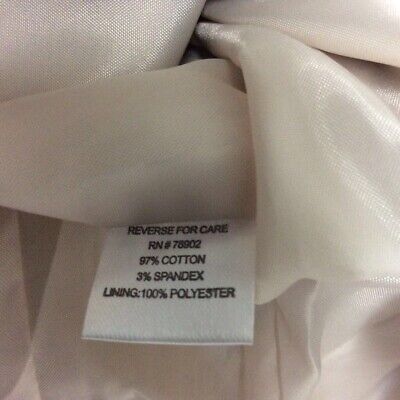 REVERSE FOR CARE
RN # 78902
97% COTTON
3% SPANDEX
LINING:100% POLYESTER